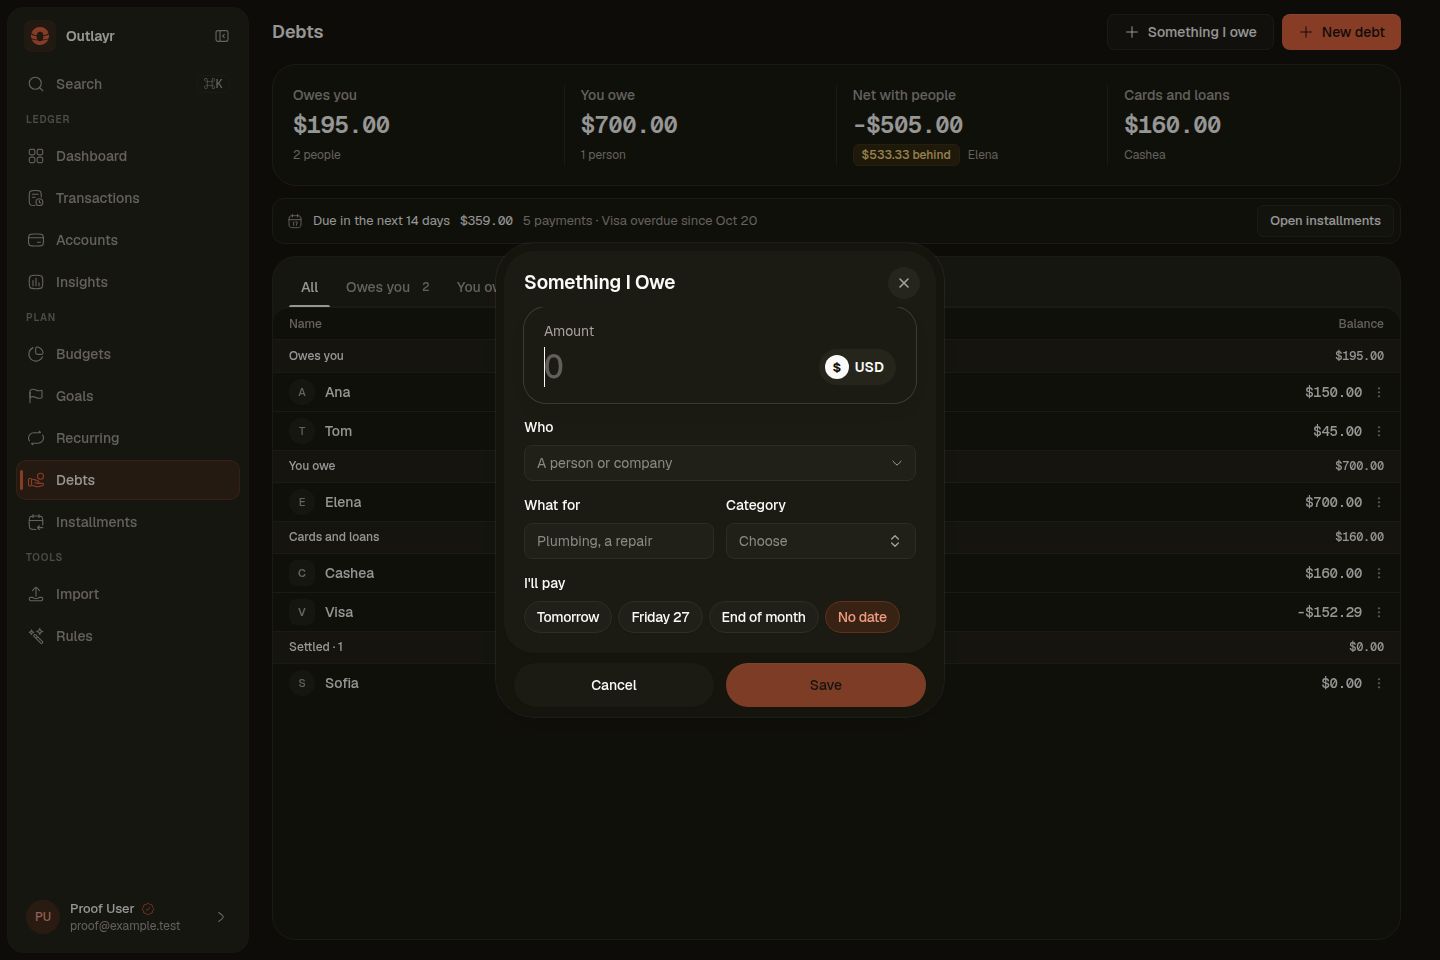 Outlayr
Search ⌘K
LEDGER
Dashboard
Transactions
Accounts
Insights
PLAN
Budgets
Goals
Recurring
Debts
Installments
TOOLS
Import
Rules
PU
Proof User
proof@example.test
Debts
Something I owe
New debt
Owes you
$195.00
2 people
You owe
$700.00
1 person
Net with people
-$505.00
$533.33 behind Elena
Cards and loans
$160.00
Cashea
Due in the next 14 days $359.00 5 payments · Visa overdue since Oct 20
Open installments
All Owes you 2 You ow
Name Balance
Owes you $195.00
A Ana $150.00
T Tom $45.00
You owe $700.00
E Elena $700.00
Cards and loans $160.00
C Cashea $160.00
V Visa -$152.29
Settled · 1 $0.00
S Sofia $0.00
Something I Owe
Amount
0 $ USD
Who
A person or company
What for Category
Plumbing, a repair Choose
I'll pay
Tomorrow Friday 27 End of month No date
Cancel Save